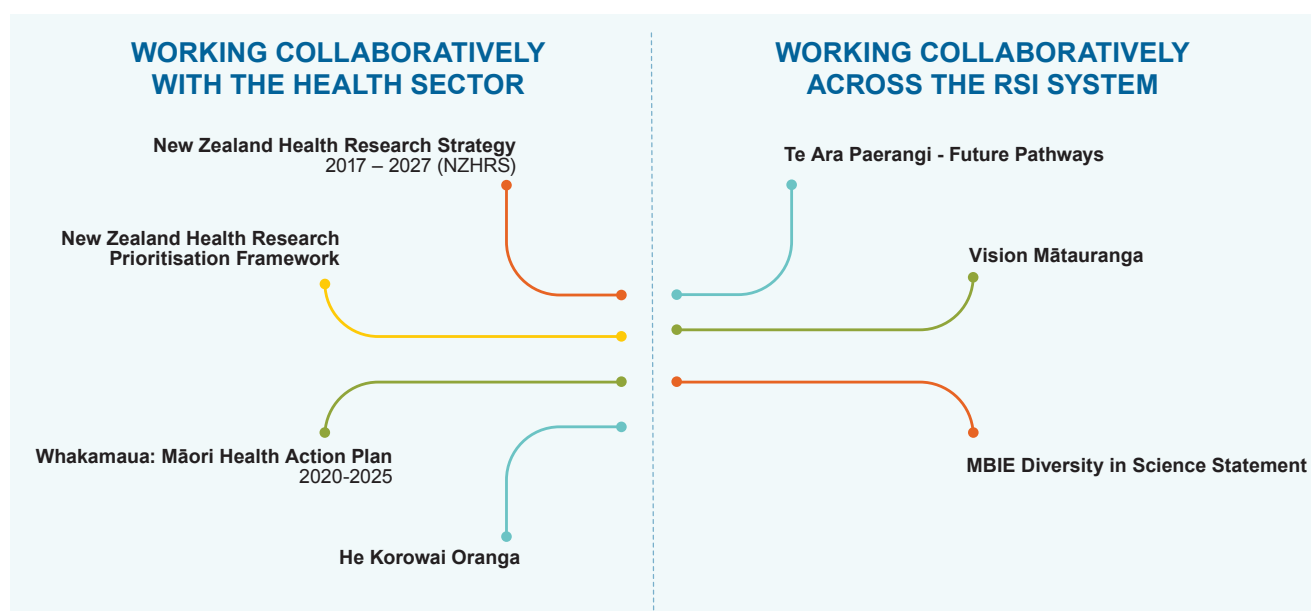 WORKING COLLABORATIVELY
WITH THE HEALTH SECTOR
New Zealand Health Research Strategy
2017 – 2027 (NZHRS)
New Zealand Health Research
Prioritisation Framework
Whakamaua: Māori Health Action Plan
2020-2025
He Korowai Oranga
WORKING COLLABORATIVELY
ACROSS THE RSI SYSTEM
Te Ara Paerangi - Future Pathways
Vision Mātauranga
MBIE Diversity in Science Statement